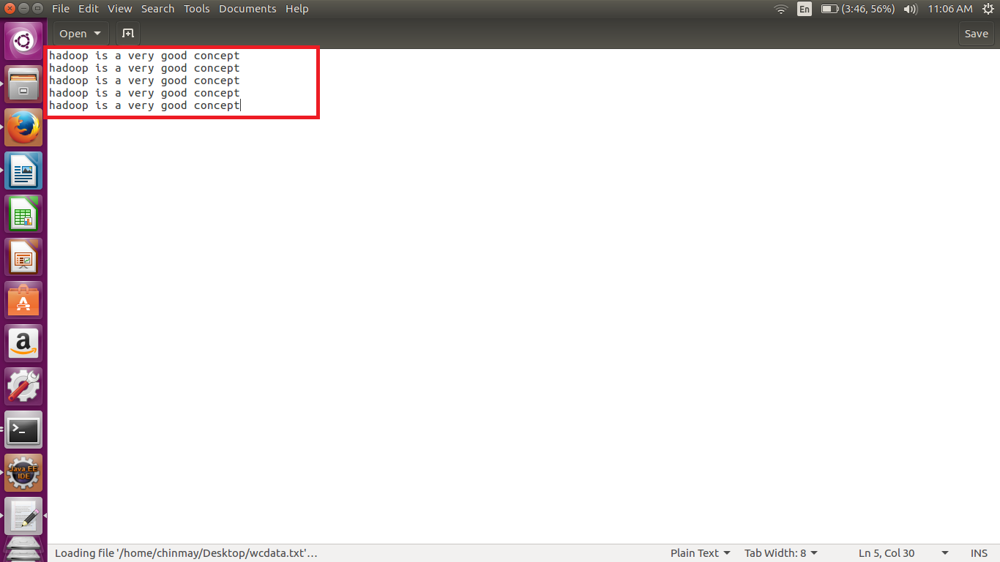 File Edit View Search Tools Documents Help
En (3:46, 56%) 11:06 AM
Open Save
hadoop is a very good concept
hadoop is a very good concept
hadoop is a very good concept
hadoop is a very good concept
hadoop is a very good concept
A
a
>_
Java EE
IDE
Loading file '/home/chinmay/Desktop/wcdata.txt'… Plain Text Tab Width: 8 Ln 5, Col 30 INS